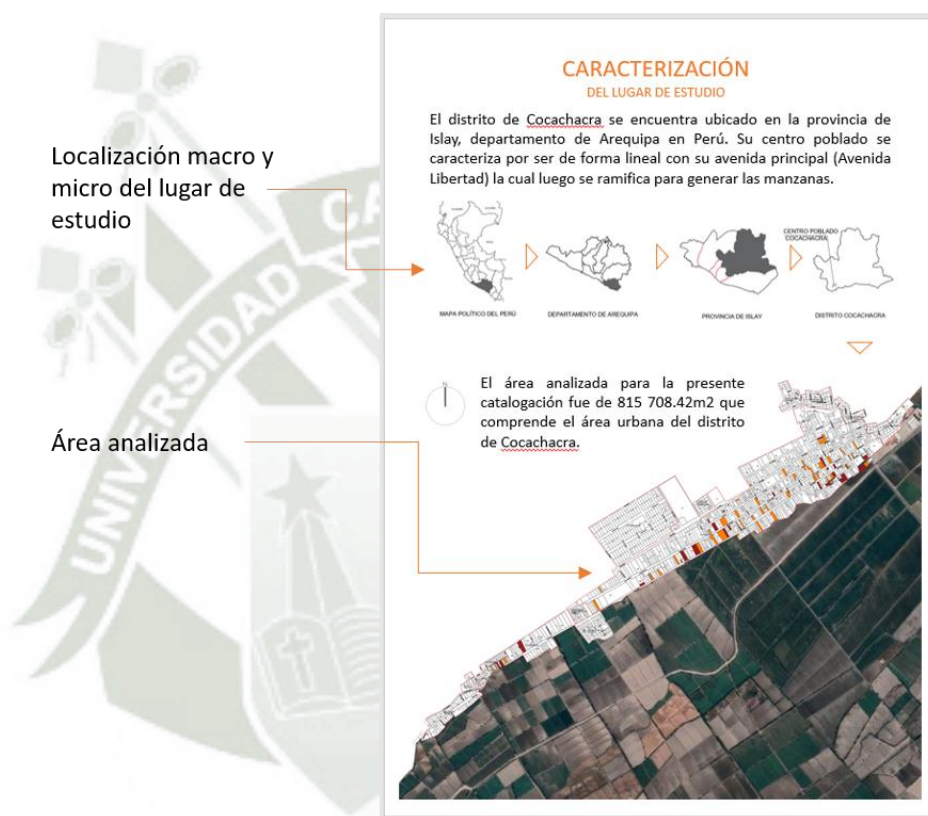 Localización macro y
micro del lugar de
estudio
Área analizada
CARACTERIZACIÓN
DEL LUGAR DE ESTUDIO
El distrito de Cocachacra se encuentra ubicado en la provincia de
Islay, departamento de Arequipa en Perú. Su centro poblado se
caracteriza por ser de forma lineal con su avenida principal (Avenida
Libertad) la cual luego se ramifica para generar las manzanas.
CENTRO POBLADO
COCACHACRA
MAPA POLÍTICO DEL PERÚ
DEPARTAMENTO DE AREQUIPA
PROVINCIA DE ISLAY
DISTRITO COCACHACRA
N
El área analizada para la presente
catalogación fue de 815 708.42m2 que
comprende el área urbana del distrito
de Cocachacra.
UNIVERSIDAD
CA